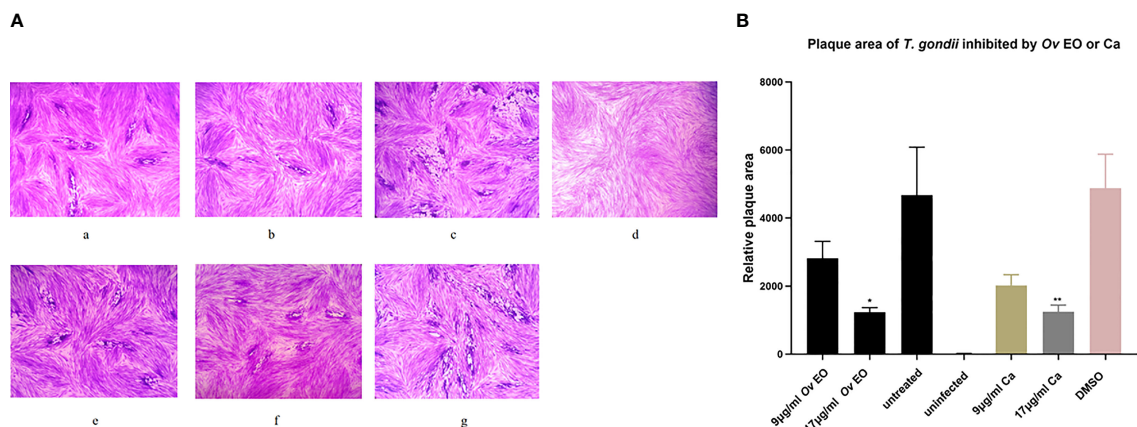 A
a
b
c
d
e
f
g
B
Plaque area of T. gondii inhibited by Ov EO or Ca
Relative plaque area
8000
6000
4000
2000
0
9μg/ml Ov EO
17μg/ml Ov EO
untreated
uninfected
9μg/ml Ca
17μg/ml Ca
DMSO
*
**